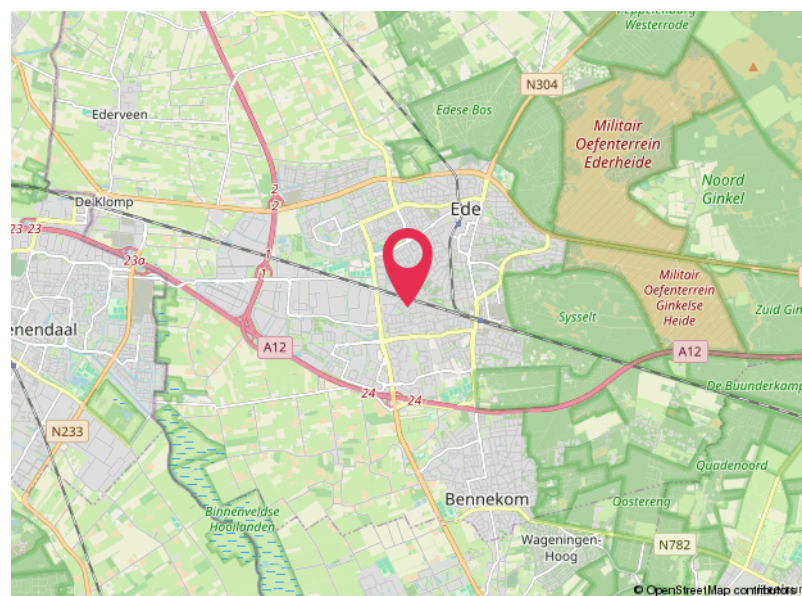 Westerrode
N304
Edese Bos
Militair
Oefenterrein
Ederheide
Ederveen
Noord
Ginkel
2
2
De Klomp
Ede
23 23
23a
1
1
Militair
Oefenterrein
Ginkelse
Heide
Sysselt
Zuid Gin
enendaal
A12
A12
24
24
De Buunderkamp
N233
Quadenoord
Bennekom
Oostereng
Binnenveldse
Hooilanden
Wageningen-
Hoog
N782
© OpenStreetMap contributors